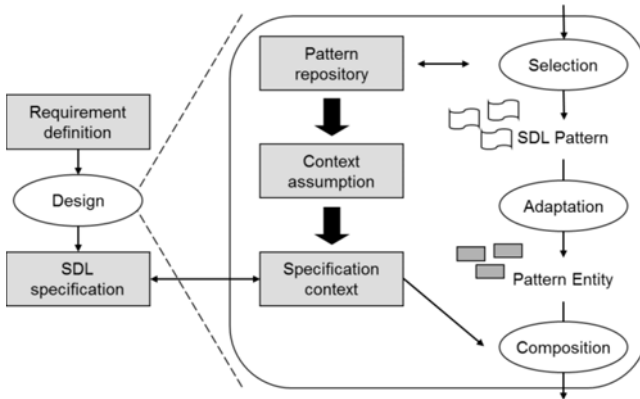 Requirement
definition
Design
SDL
specification
Pattern
repository
Context
assumption
Specification
context
Selection
SDL Pattern
Adaptation
Pattern Entity
Composition